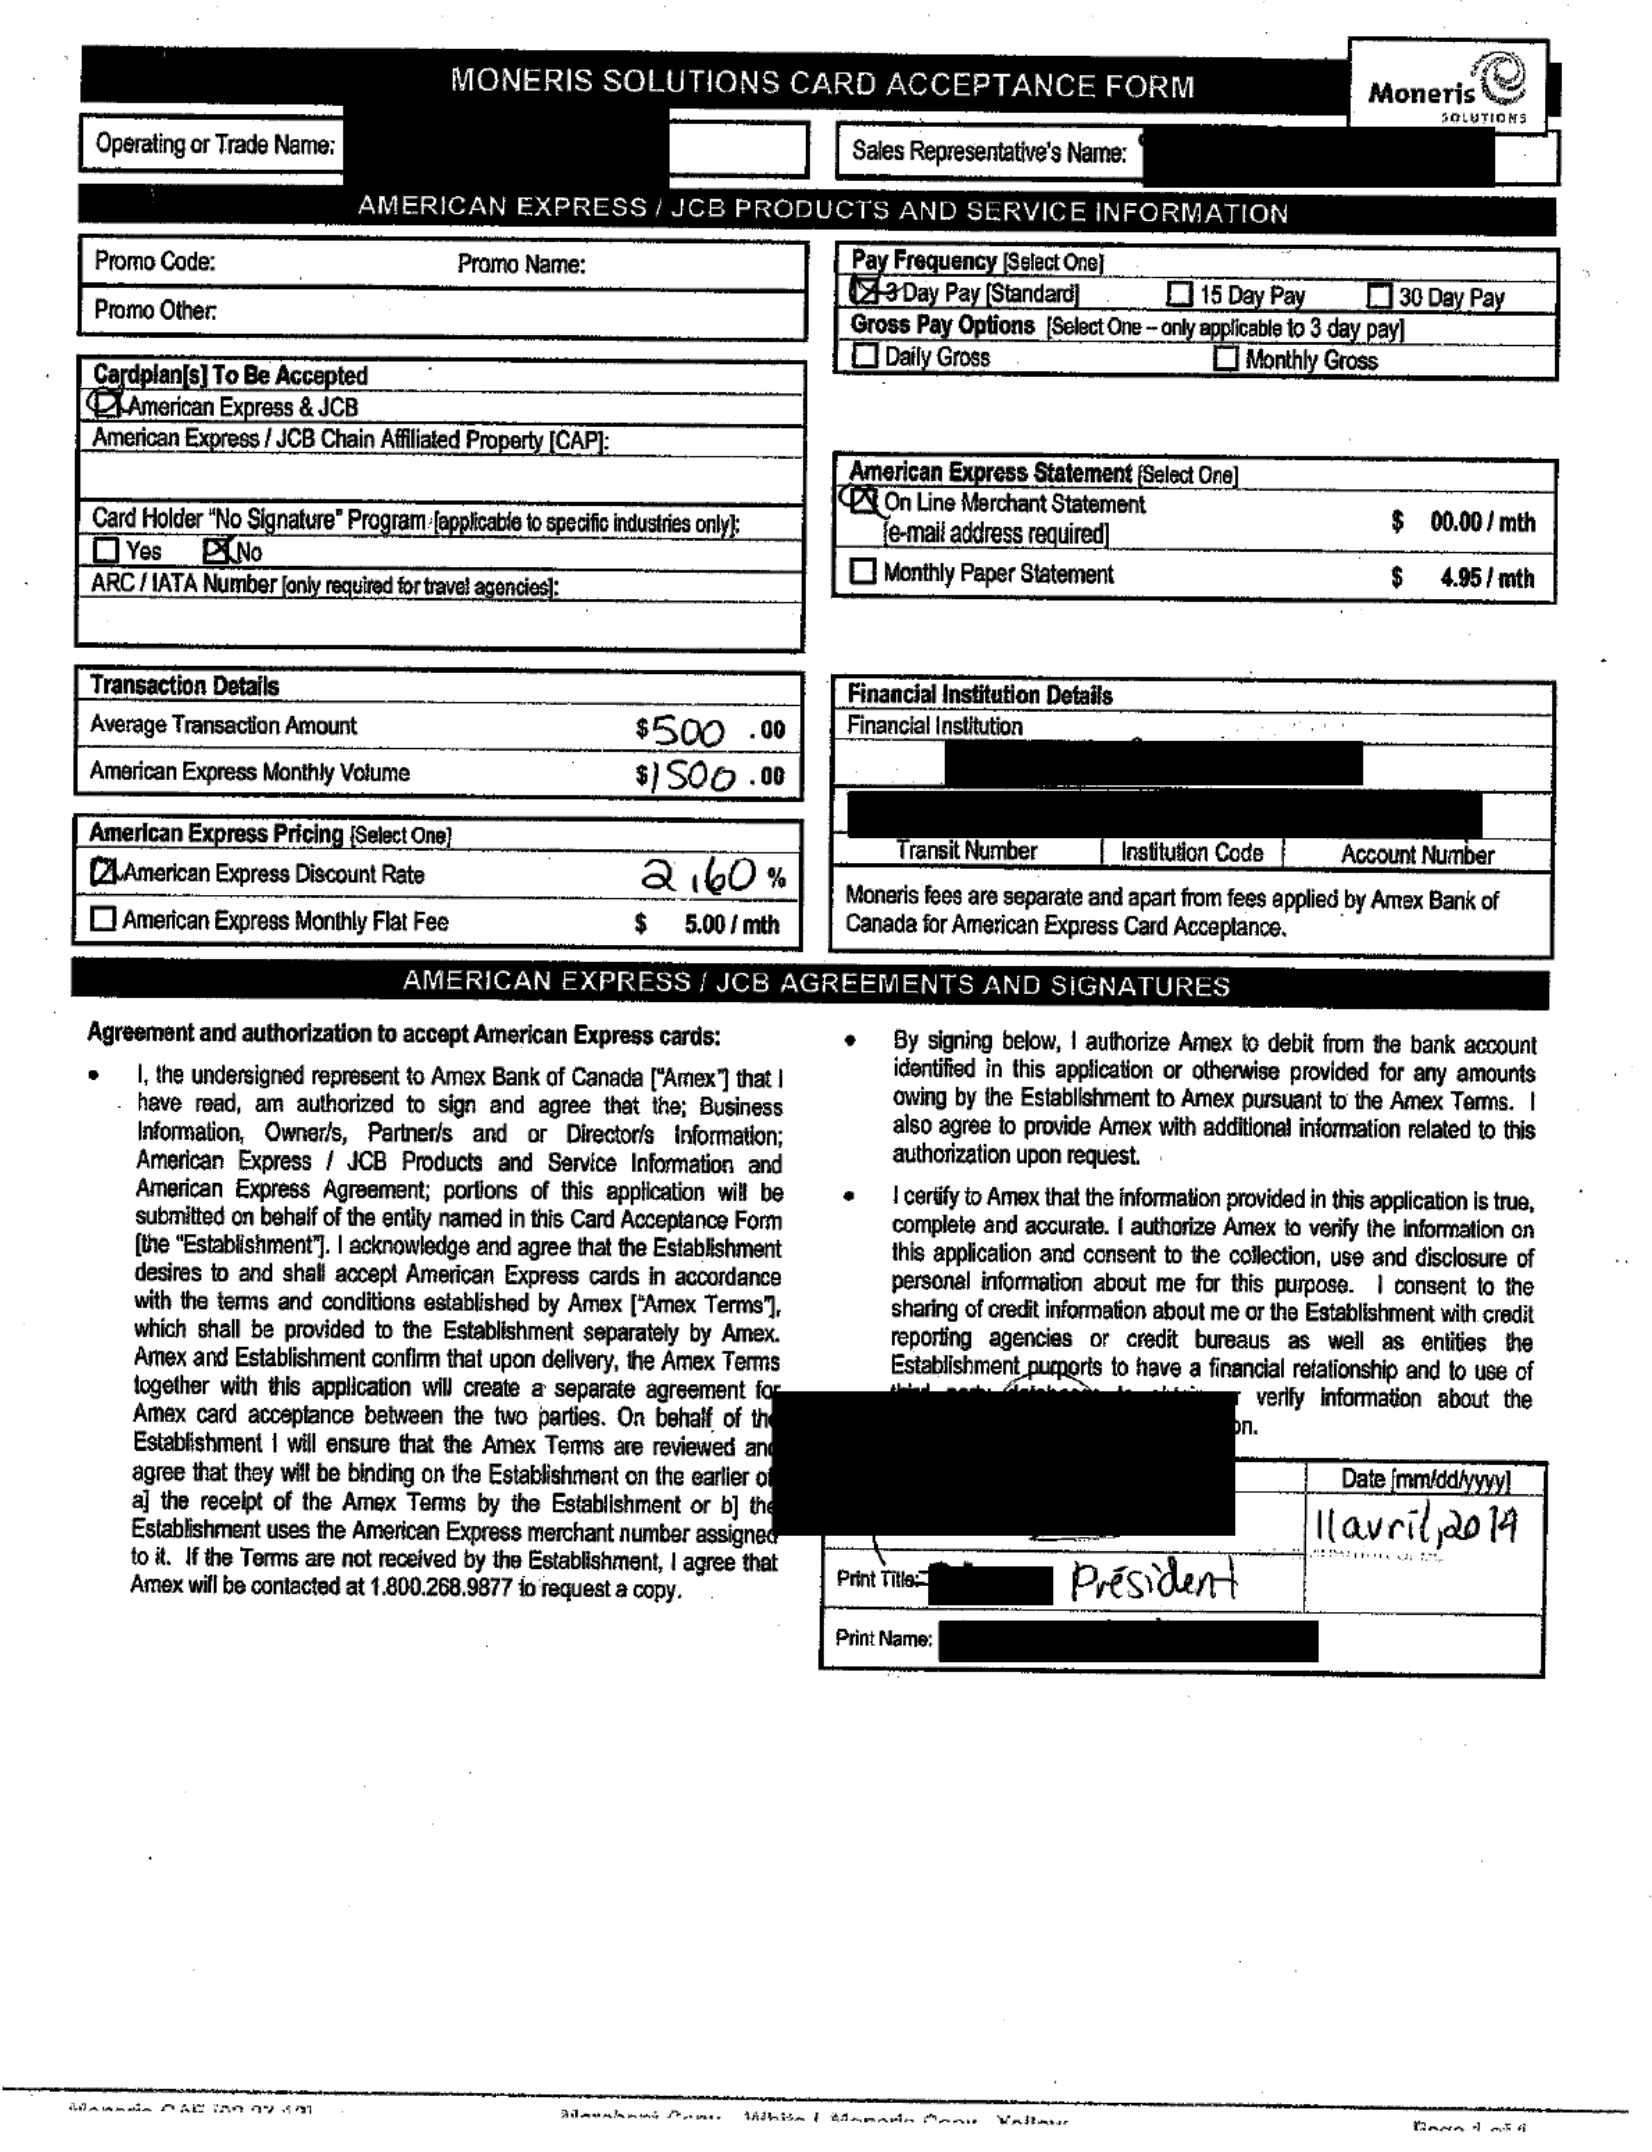 MONERIS SOLUTIONS CARD ACCEPTANCE FORM
Moneris
SOLUTIONS
Operating or Trade Name:
Sales Representative's Name:
AMERICAN EXPRESS / JCB PRODUCTS AND SERVICE INFORMATION
Promo Code: Promo Name:
Promo Other:
Pay Frequency [Select One]
3 Day Pay [Standard] 15 Day Pay 30 Day Pay
Gross Pay Options [Select One – only applicable to 3 day pay]
Daily Gross Monthly Gross
Cardplan[s] To Be Accepted
American Express & JCB
American Express / JCB Chain Affiliated Property [CAP]:
Card Holder "No Signature" Program [applicable to specific industries only]:
Yes No
ARC / IATA Number [only required for travel agencies]:
American Express Statement [Select One]
On Line Merchant Statement
[e-mail address required] $ 00.00 / mth
Monthly Paper Statement $ 4.95 / mth
Transaction Details
Average Transaction Amount $500 .00
American Express Monthly Volume $1500 .00
American Express Pricing [Select One]
American Express Discount Rate 2.60 %
American Express Monthly Flat Fee $ 5.00 / mth
Financial Institution Details
Financial Institution
Transit Number Institution Code Account Number
Moneris fees are separate and apart from fees applied by Amex Bank of
Canada for American Express Card Acceptance.
AMERICAN EXPRESS / JCB AGREEMENTS AND SIGNATURES
Agreement and authorization to accept American Express cards:
• I, the undersigned represent to Amex Bank of Canada ["Amex"] that I
have read, am authorized to sign and agree that the; Business
Information, Owner/s, Partner/s and or Director/s Information;
American Express / JCB Products and Service Information and
American Express Agreement; portions of this application will be
submitted on behalf of the entity named in this Card Acceptance Form
[the "Establishment"]. I acknowledge and agree that the Establishment
desires to and shall accept American Express cards in accordance
with the terms and conditions established by Amex ["Amex Terms"],
which shall be provided to the Establishment separately by Amex.
Amex and Establishment confirm that upon delivery, the Amex Terms
together with this application will create a separate agreement for
Amex card acceptance between the two parties. On behalf of the
Establishment I will ensure that the Amex Terms are reviewed and
agree that they will be binding on the Establishment on the earlier of
a] the receipt of the Amex Terms by the Establishment or b] the
Establishment uses the American Express merchant number assigned
to it. If the Terms are not received by the Establishment, I agree that
Amex will be contacted at 1.800.268.9877 to request a copy.
• By signing below, I authorize Amex to debit from the bank account
identified in this application or otherwise provided for any amounts
owing by the Establishment to Amex pursuant to the Amex Terms. I
also agree to provide Amex with additional information related to this
authorization upon request.
• I certify to Amex that the information provided in this application is true,
complete and accurate. I authorize Amex to verify the information on
this application and consent to the collection, use and disclosure of
personal information about me for this purpose. I consent to the
sharing of credit information about me or the Establishment with credit
reporting agencies or credit bureaus as well as entities the
Establishment purports to have a financial relationship and to use of
verify information about the
on.
Date [mm/dd/yyyy]
11 avril, 2014
Print Title: Président
Print Name: